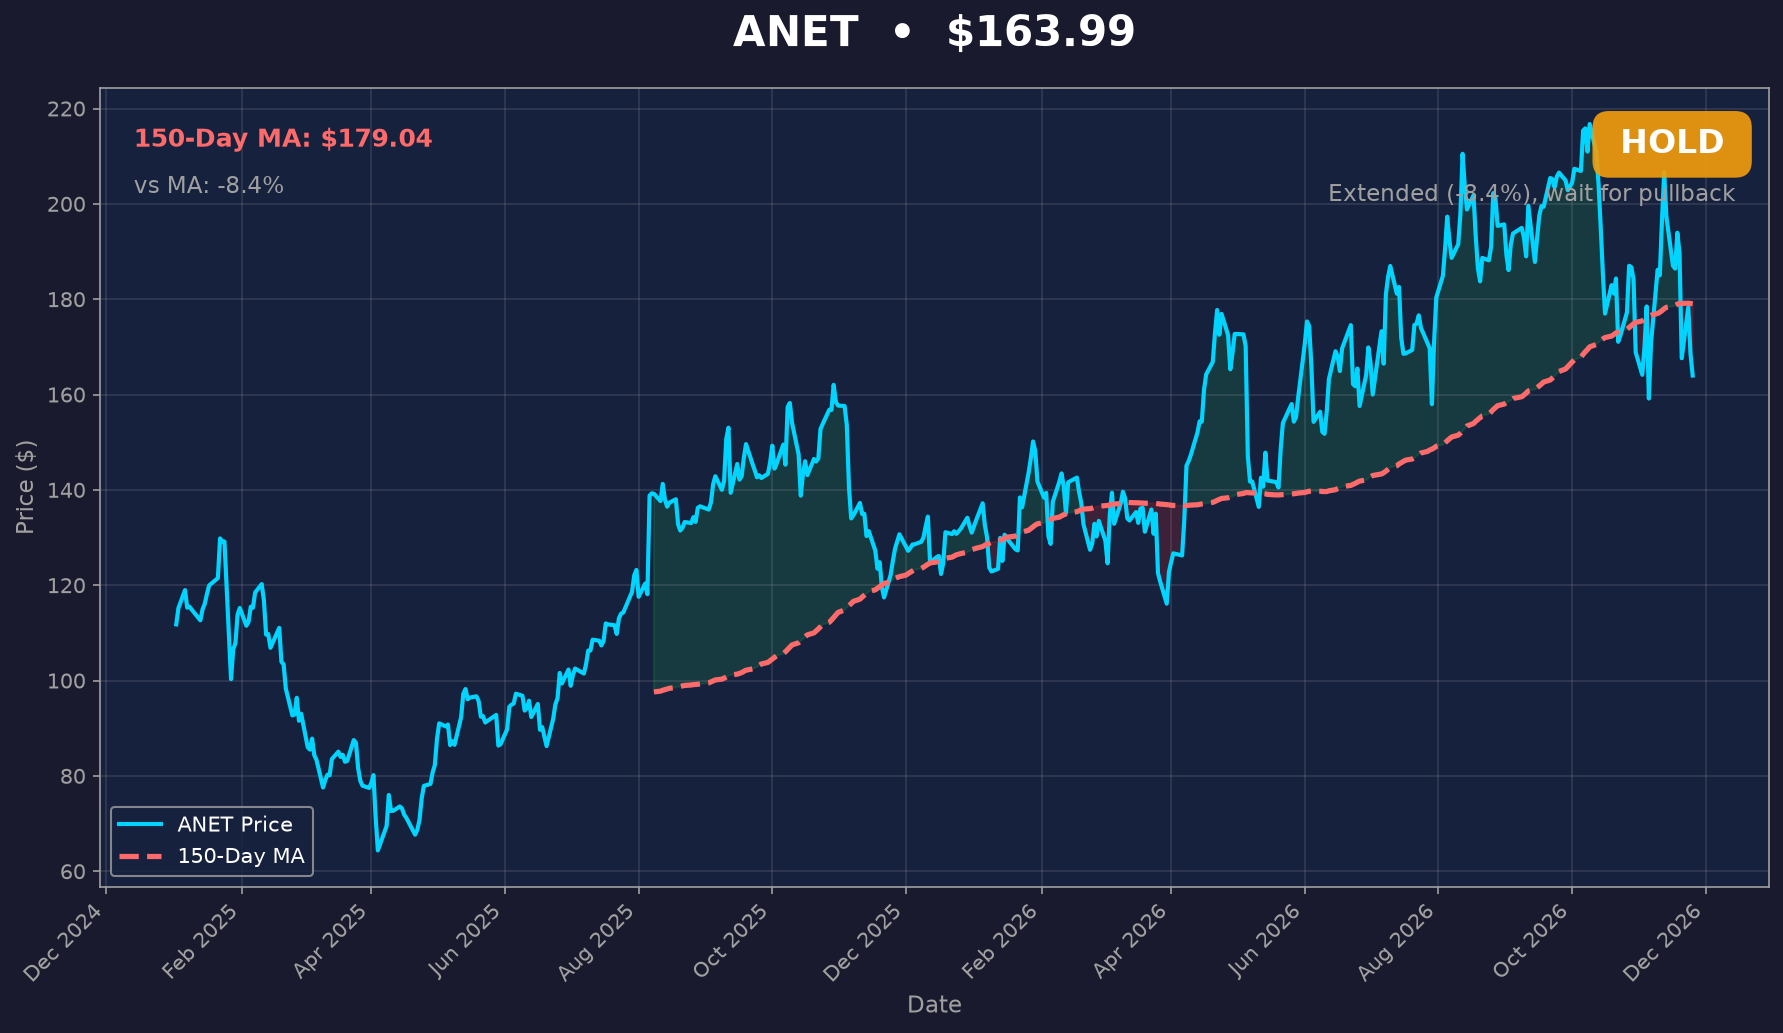 ANET • $163.99
150-Day MA: $179.04
HOLD
vs MA: -8.4%
Extended (-8.4%), wait for pullback
Price ($)
220
200
180
160
140
120
100
80
60
ANET Price
150-Day MA
Dec 2024
Feb 2025
Apr 2025
Jun 2025
Aug 2025
Oct 2025
Dec 2025
Feb 2026
Apr 2026
Jun 2026
Aug 2026
Oct 2026
Dec 2026
Date